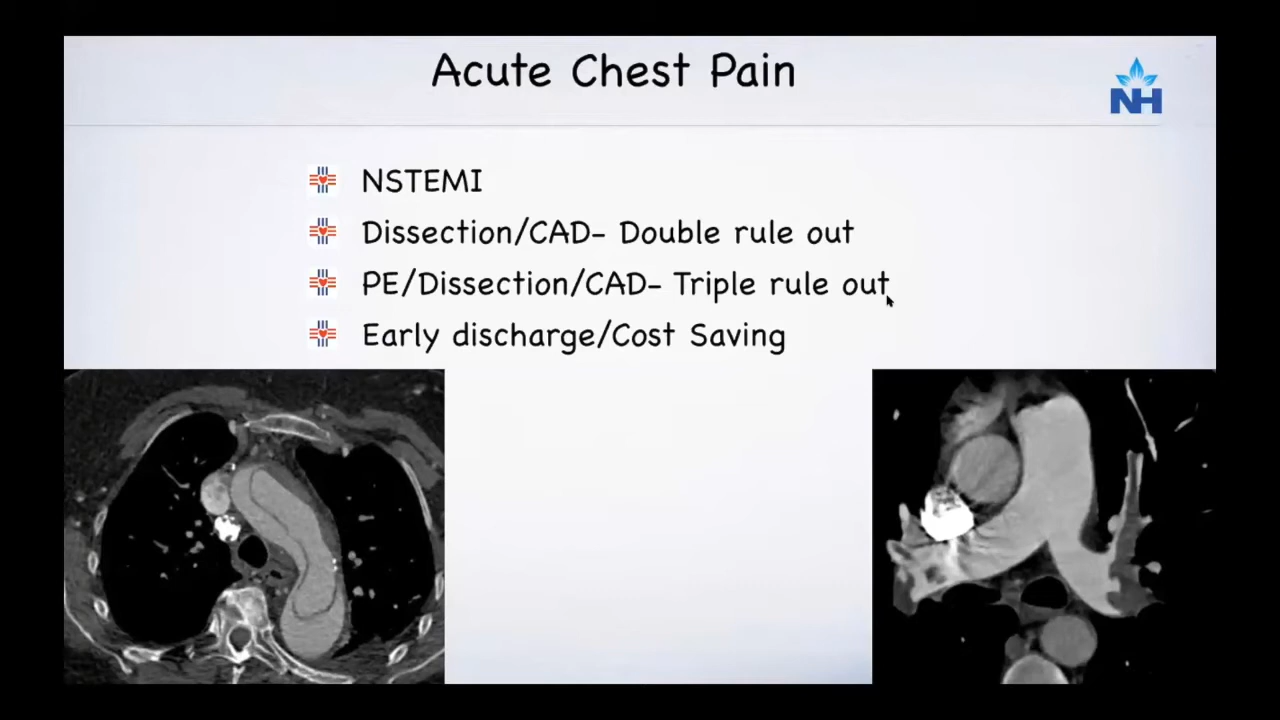 Acute Chest Pain
NH
NSTEMI
Dissection/CAD- Double rule out
PE/Dissection/CAD- Triple rule out
Early discharge/Cost Saving